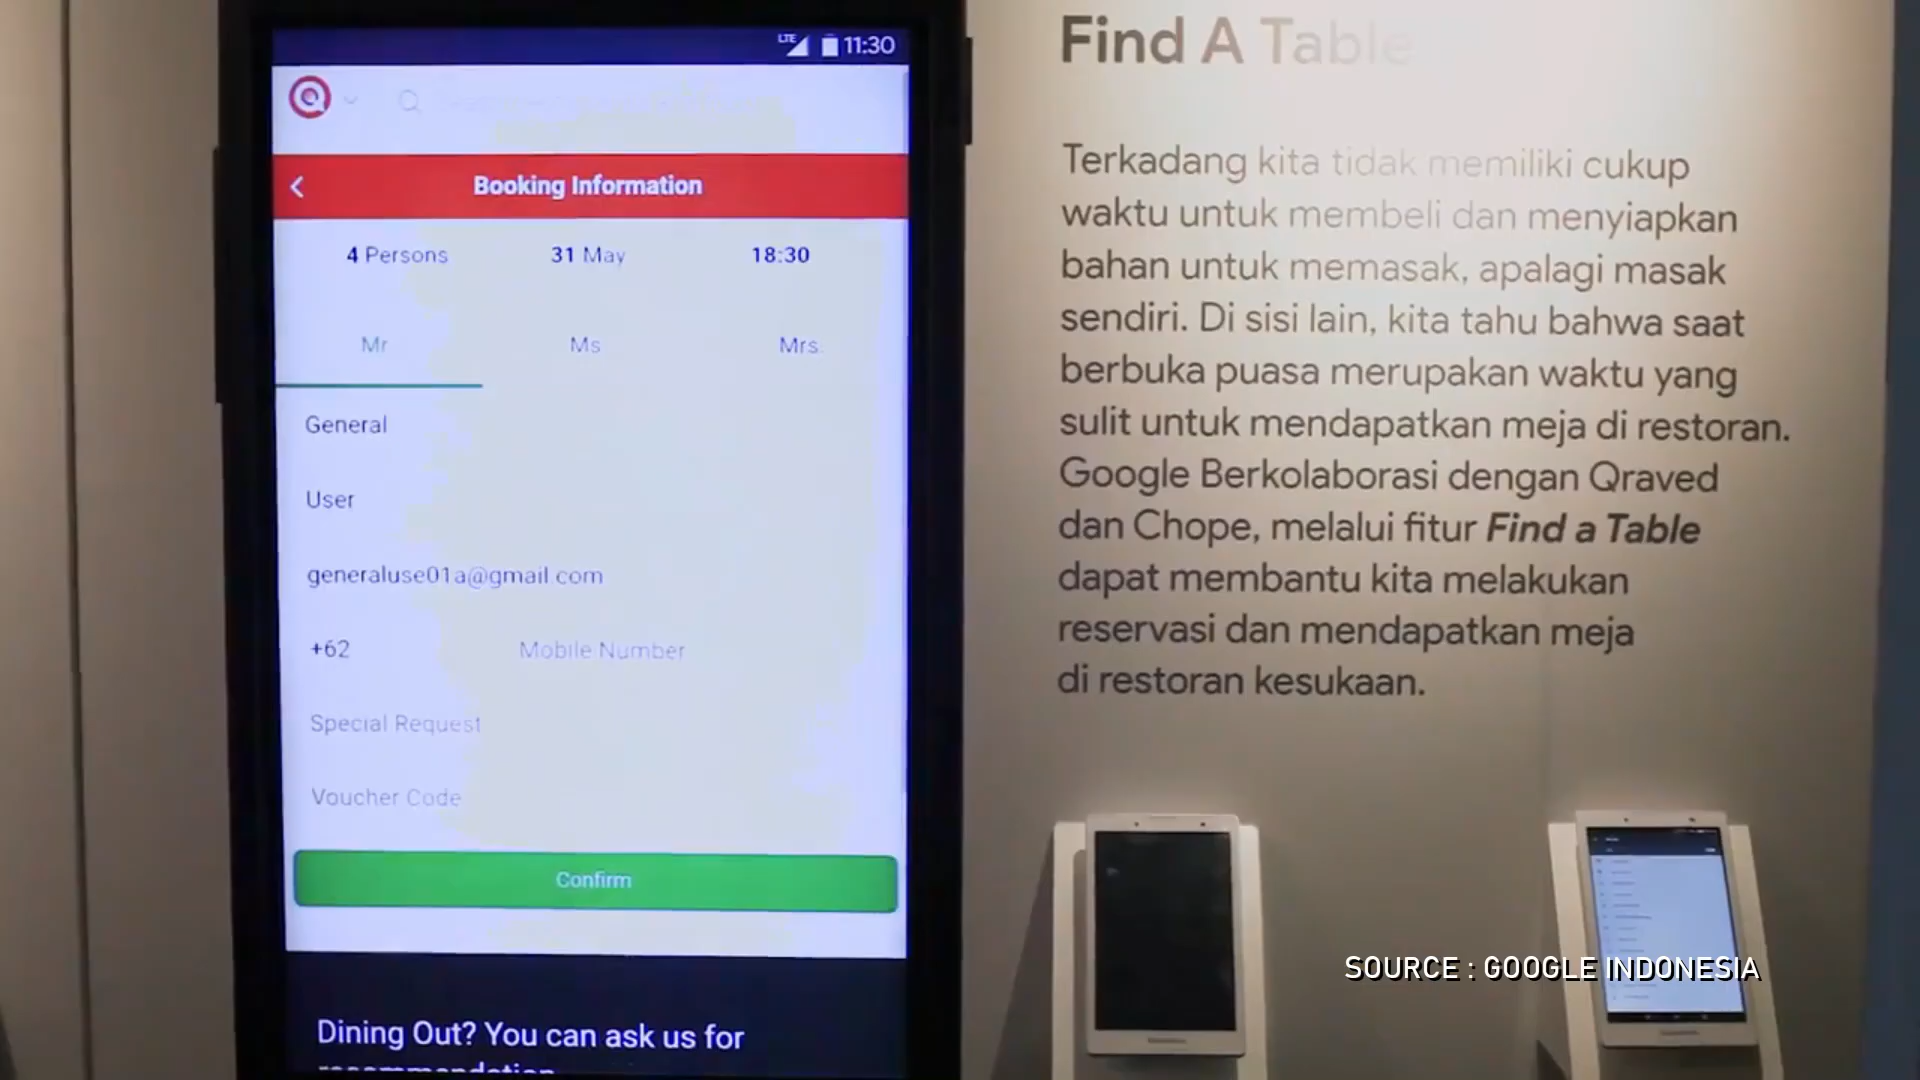 LTE 11:30
Booking Information
4 Persons 31 May 18:30
Mr Ms Mrs.
General
User
generaluse01a@gmail.com
+62 Mobile Number
Special Request
Voucher Code
Confirm
Dining Out? You can ask us for
recommendation
Find A Table
Terkadang kita tidak memiliki cukup
waktu untuk membeli dan menyiapkan
bahan untuk memasak, apalagi masak
sendiri. Di sisi lain, kita tahu bahwa saat
berbuka puasa merupakan waktu yang
sulit untuk mendapatkan meja di restoran.
Google Berkolaborasi dengan Qraved
dan Chope, melalui fitur Find a Table
dapat membantu kita melakukan
reservasi dan mendapatkan meja
di restoran kesukaan.
SOURCE : GOOGLE INDONESIA